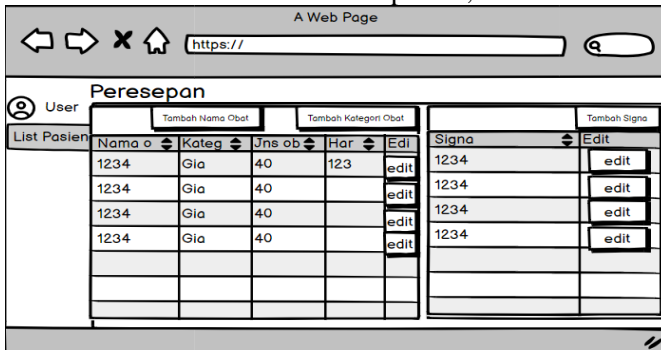 A Web Page
https://
Peresepan
User
List Pasien
Tambah Nama Obat Tambah Kategori Obat Tambah Signa
Nama o Kateg Jns ob Har Edi
1234 Gia 40 123 edit
1234 Gia 40 edit
1234 Gia 40 edit
1234 Gia 40 edit
Signa Edit
1234 edit
1234 edit
1234 edit
1234 edit